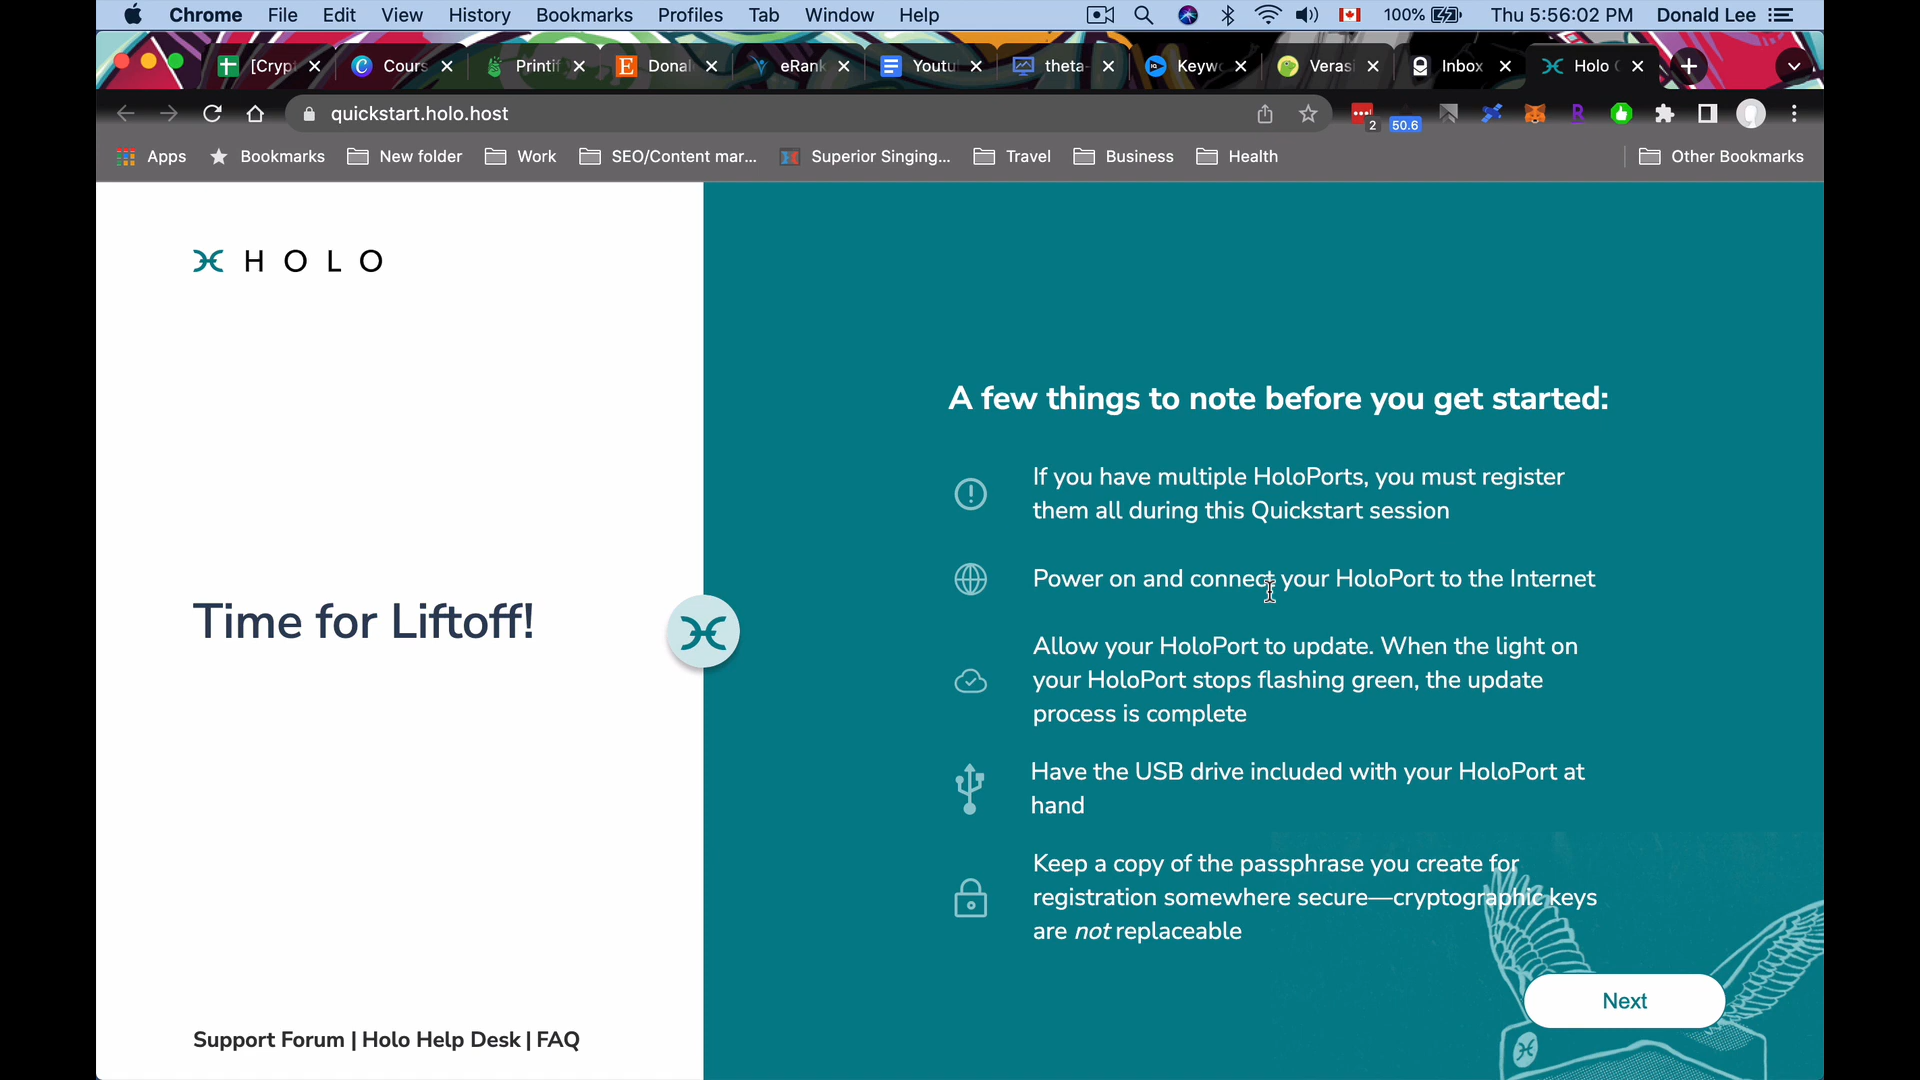 Chrome File Edit View History Bookmarks Profiles Tab Window Help 100% Thu 5:56:02 PM Donald Lee
[Cryp Cours Printif Donal eRank Youtu theta- Keyw Veras Inbox Holo
quickstart.holo.host 2 50.6 R
Apps Bookmarks New folder Work SEO/Content mar... Superior Singing... Travel Business Health Other Bookmarks
HOLO
Time for Liftoff!
Support Forum | Holo Help Desk | FAQ
A few things to note before you get started:
If you have multiple HoloPorts, you must register
them all during this Quickstart session
Power on and connect your HoloPort to the Internet
Allow your HoloPort to update. When the light on
your HoloPort stops flashing green, the update
process is complete
Have the USB drive included with your HoloPort at
hand
Keep a copy of the passphrase you create for
registration somewhere secure—cryptographic keys
are not replaceable
Next